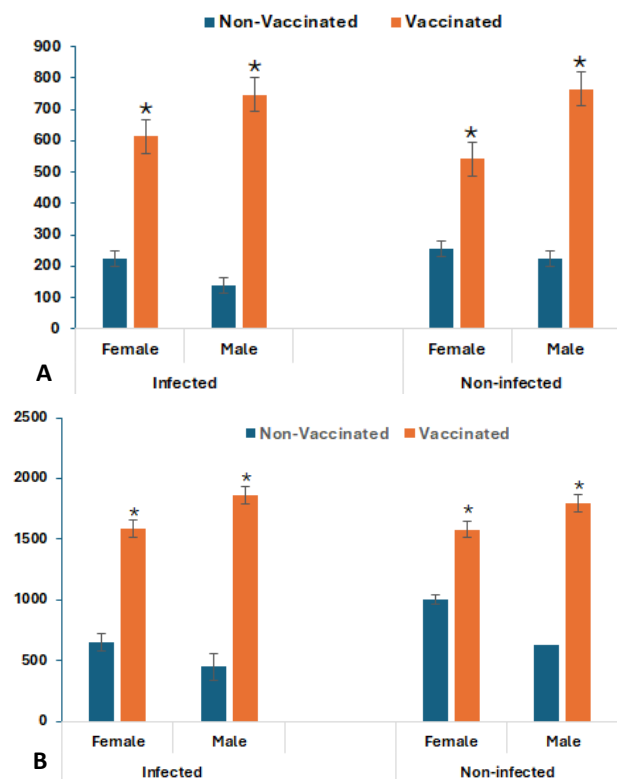 Non-Vaccinated Vaccinated
900
800
700
600
500
400
300
200
100
0
* * * *
Female Male Female Male
A Infected Non-infected
2500
Non-Vaccinated Vaccinated
2000
1500
1000
500
0
* * * *
Female Male Female Male
B Infected Non-infected